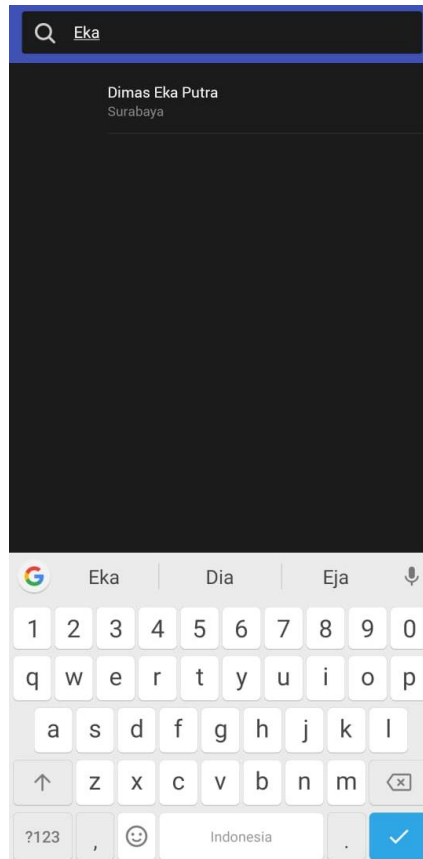 Eka
Dimas Eka Putra
Surabaya
G Eka Dia Eja
1 2 3 4 5 6 7 8 9 0
q w e r t y u i o p
a s d f g h j k l
z x c v b n m
?123 , Indonesia .